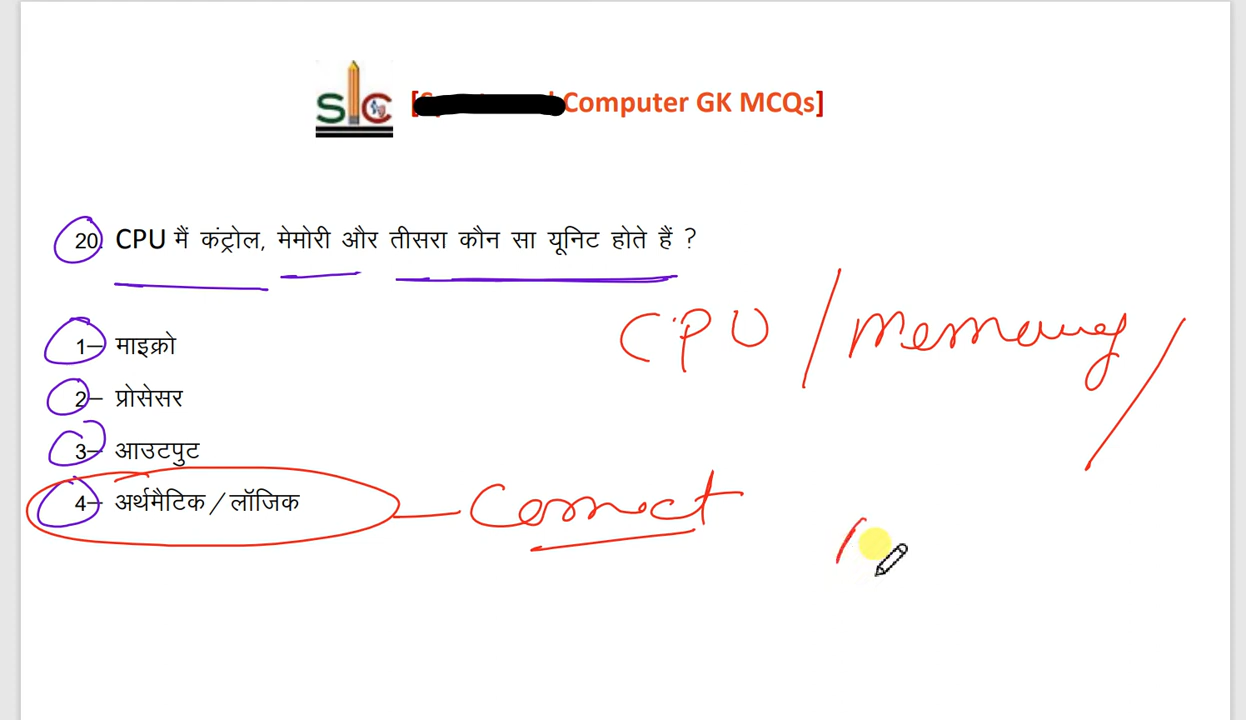 SIC
Computer GK MCQs]
20. CPU मैं कंट्रोल, मेमोरी और तीसरा कौन सा यूनिट होते हैं ?
1– माइक्रो
2– प्रोसेसर
3– आउटपुट
4– अर्थमैटिक / लॉजिक
CPU / Memory /
Correct